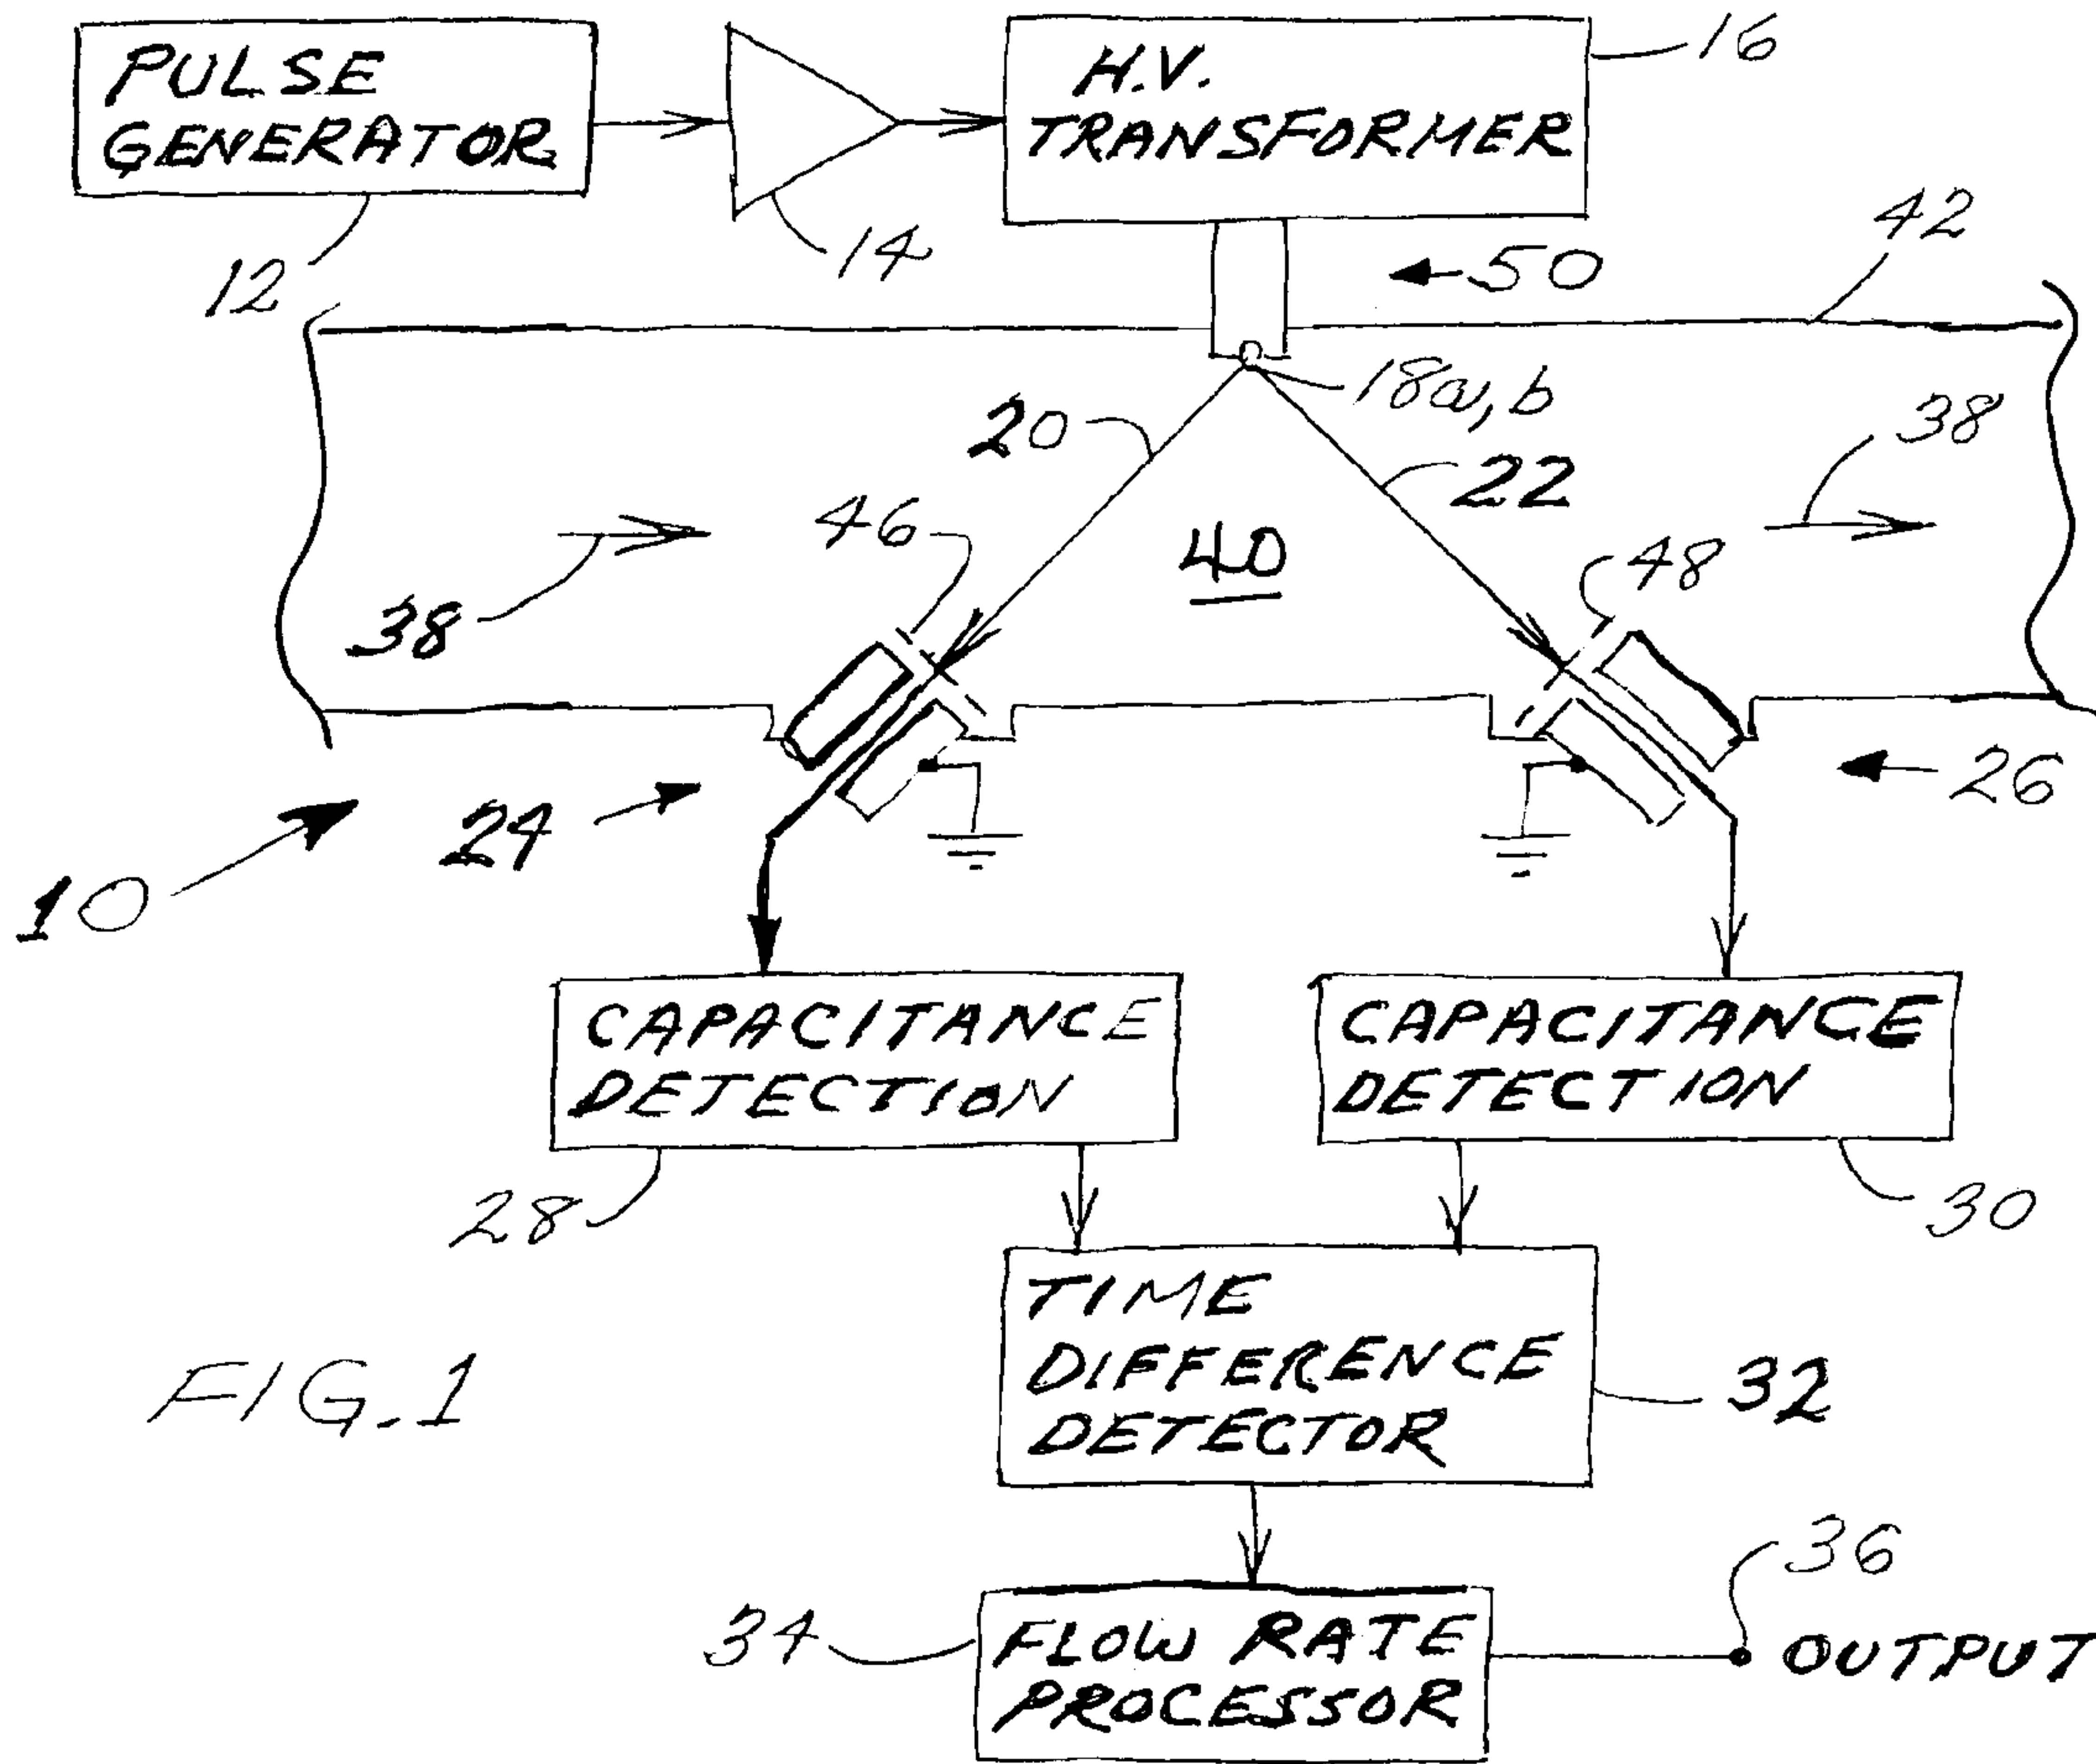 PULSE
GENERATOR
H.V.
TRANSFORMER
16
12
14
50
42
18a,b
20
22
38
46
40
48
38
24
26
10
CAPACITANCE
DETECTION
CAPACITANCE
DETECTION
28
30
TIME
DIFFERENCE
DETECTOR
32
FIG.1
36
34
FLOW RATE
PROCESSOR
OUTPUT